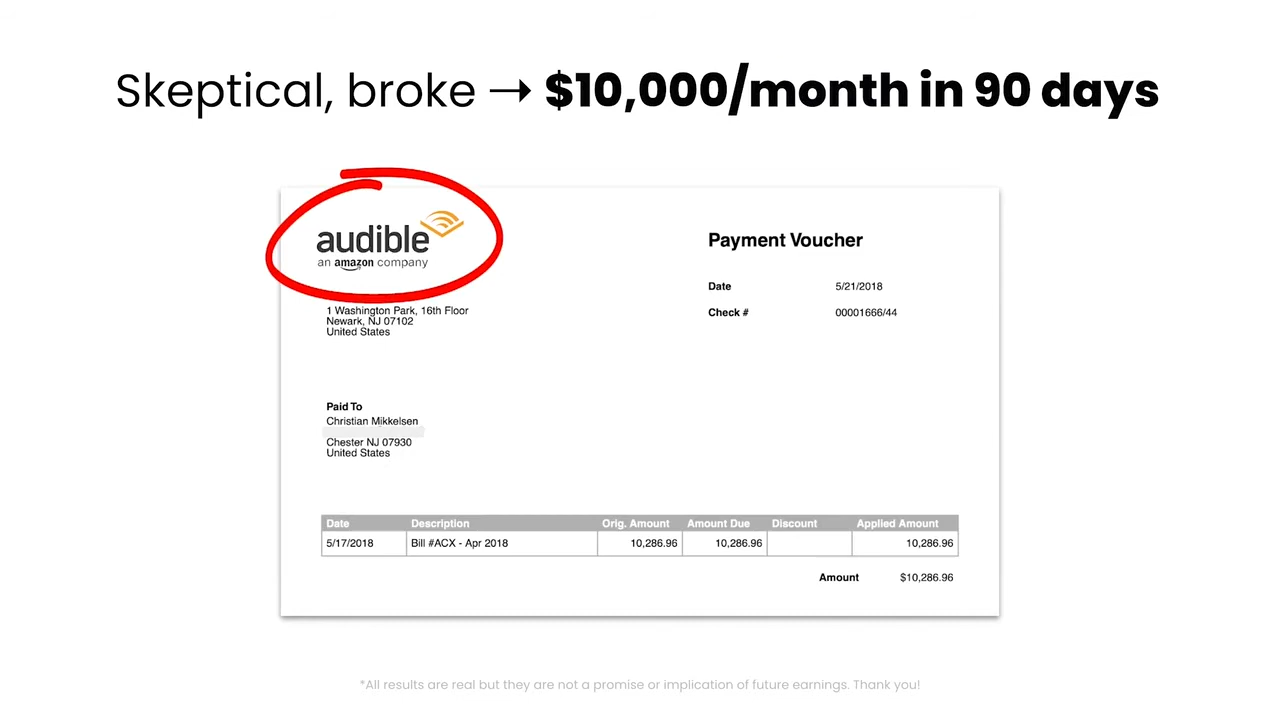 Skeptical, broke → $10,000/month in 90 days
audible
an amazon company
Payment Voucher
Date 5/21/2018
Check # 00001666/44
1 Washington Park, 16th Floor
Newark, NJ 07102
United States
Paid To
Christian Mikkelsen
Chester NJ 07930
United States
Date Description Orig. Amount Amount Due Discount Applied Amount
5/17/2018 Bill #ACX - Apr 2018 10,286.96 10,286.96 10,286.96
Amount $10,286.96
*All results are real but they are not a promise or implication of future earnings. Thank you!